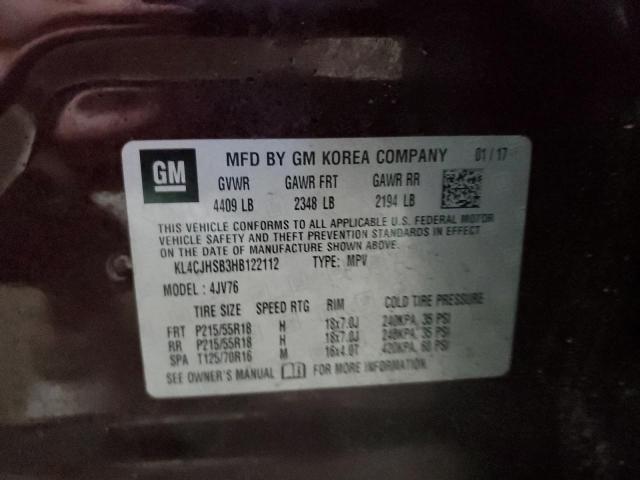 GM MFD BY GM KOREA COMPANY 01/17
GVWR GAWR FRT GAWR RR
4409 LB 2348 LB 2194 LB
THIS VEHICLE CONFORMS TO ALL APPLICABLE U.S. FEDERAL MOTOR
VEHICLE SAFETY AND THEFT PREVENTION STANDARDS IN EFFECT
ON THE DATE OF MANUFACTURE SHOWN ABOVE.
KL4CJHSB3HB122112 TYPE: MPV
MODEL : 4JV76
TIRE SIZE SPEED RTG RIM COLD TIRE PRESSURE
FRT P215/55R18 H 18x7.0J 240KPA, 35 PSI
RR P215/55R18 H 18x7.0J 240KPA, 35 PSI
SPA T125/70R16 M 16x4.0T 420KPA, 60 PSI
SEE OWNER'S MANUAL FOR MORE INFORMATION